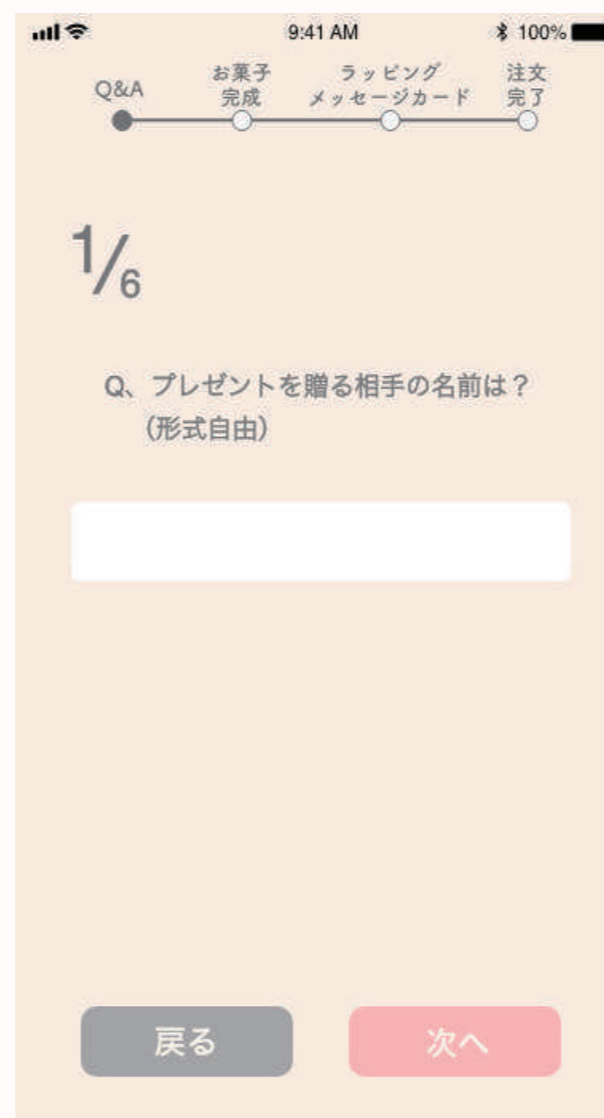 9:41 AM
100%
Q&A
お菓子
完成
ラッピング
メッセージカード
注文
完了
1/6
Q、プレゼントを贈る相手の名前は？
（形式自由）
戻る
次へ